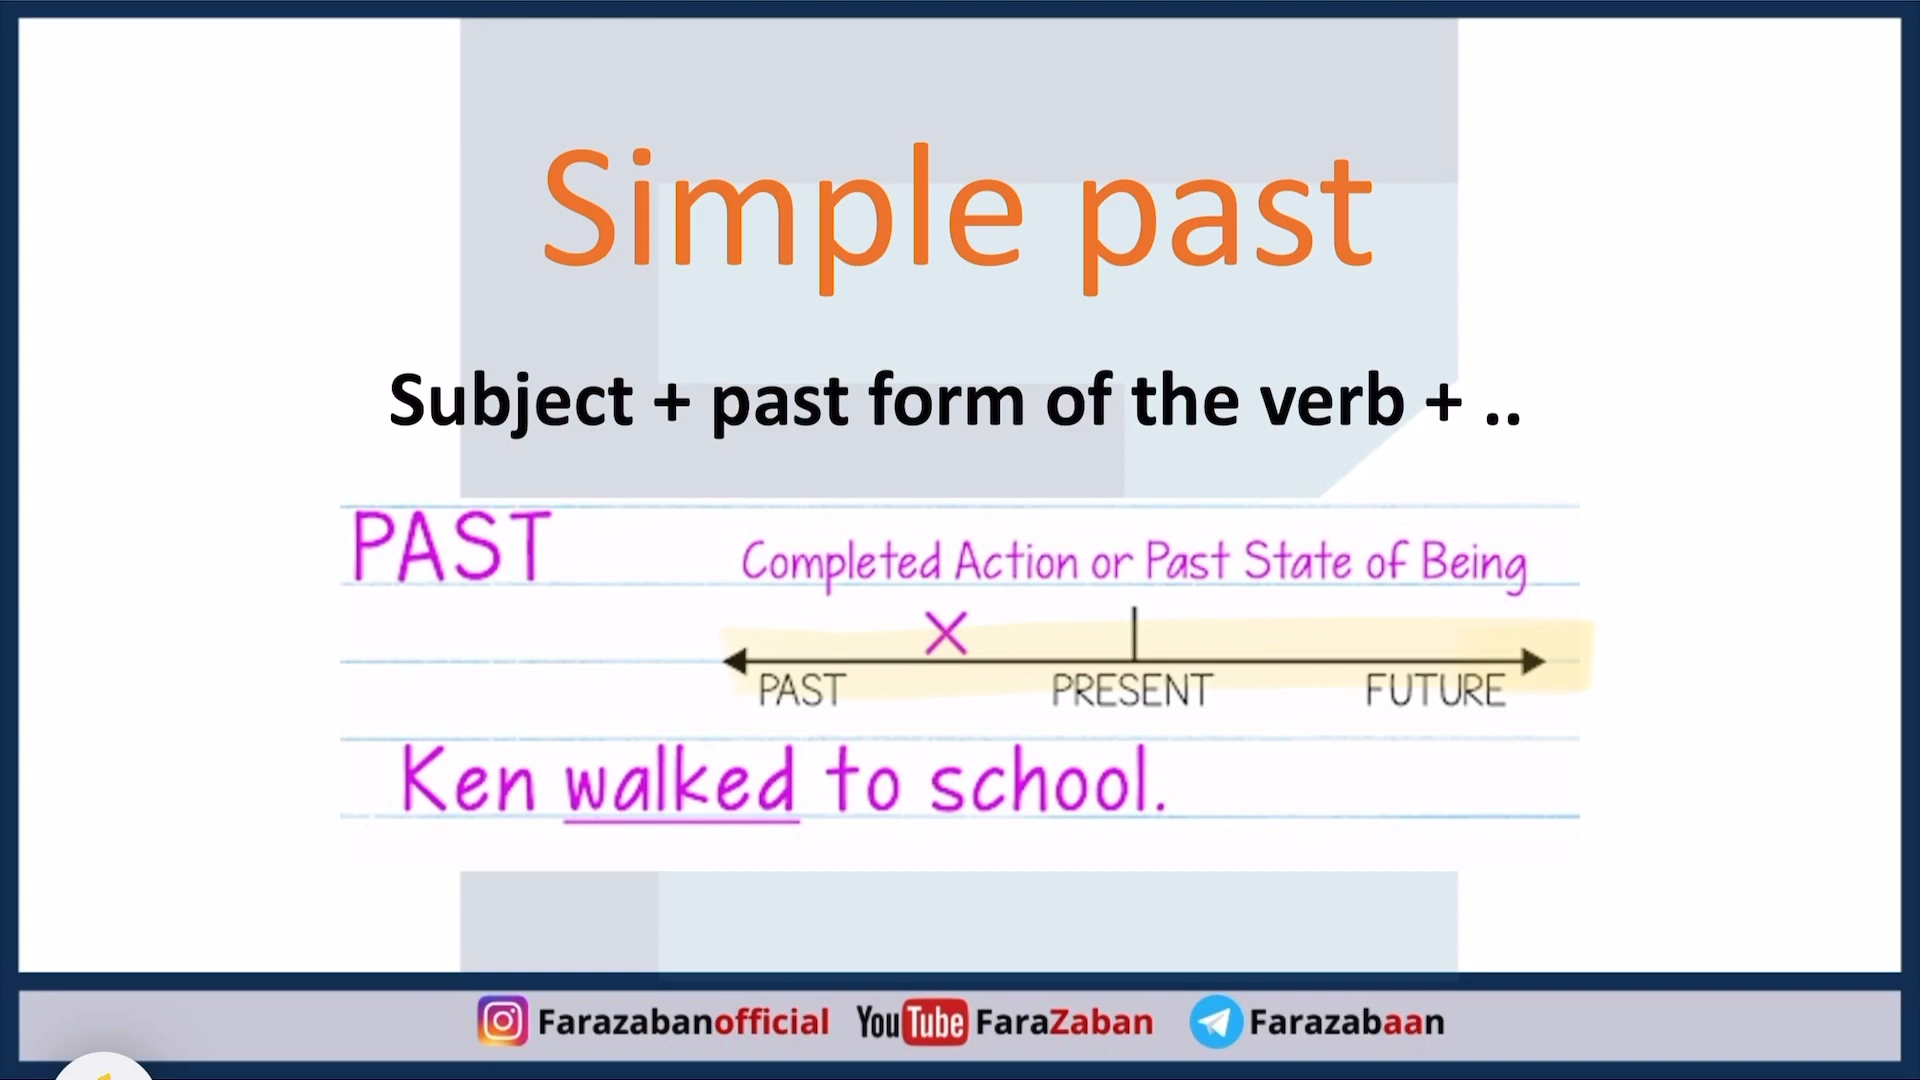 Simple past
Subject + past form of the verb + ..
PAST
Completed Action or Past State of Being
PAST PRESENT FUTURE
Ken walked to school.
Farazabanofficial YouTube FaraZaban Farazabaan